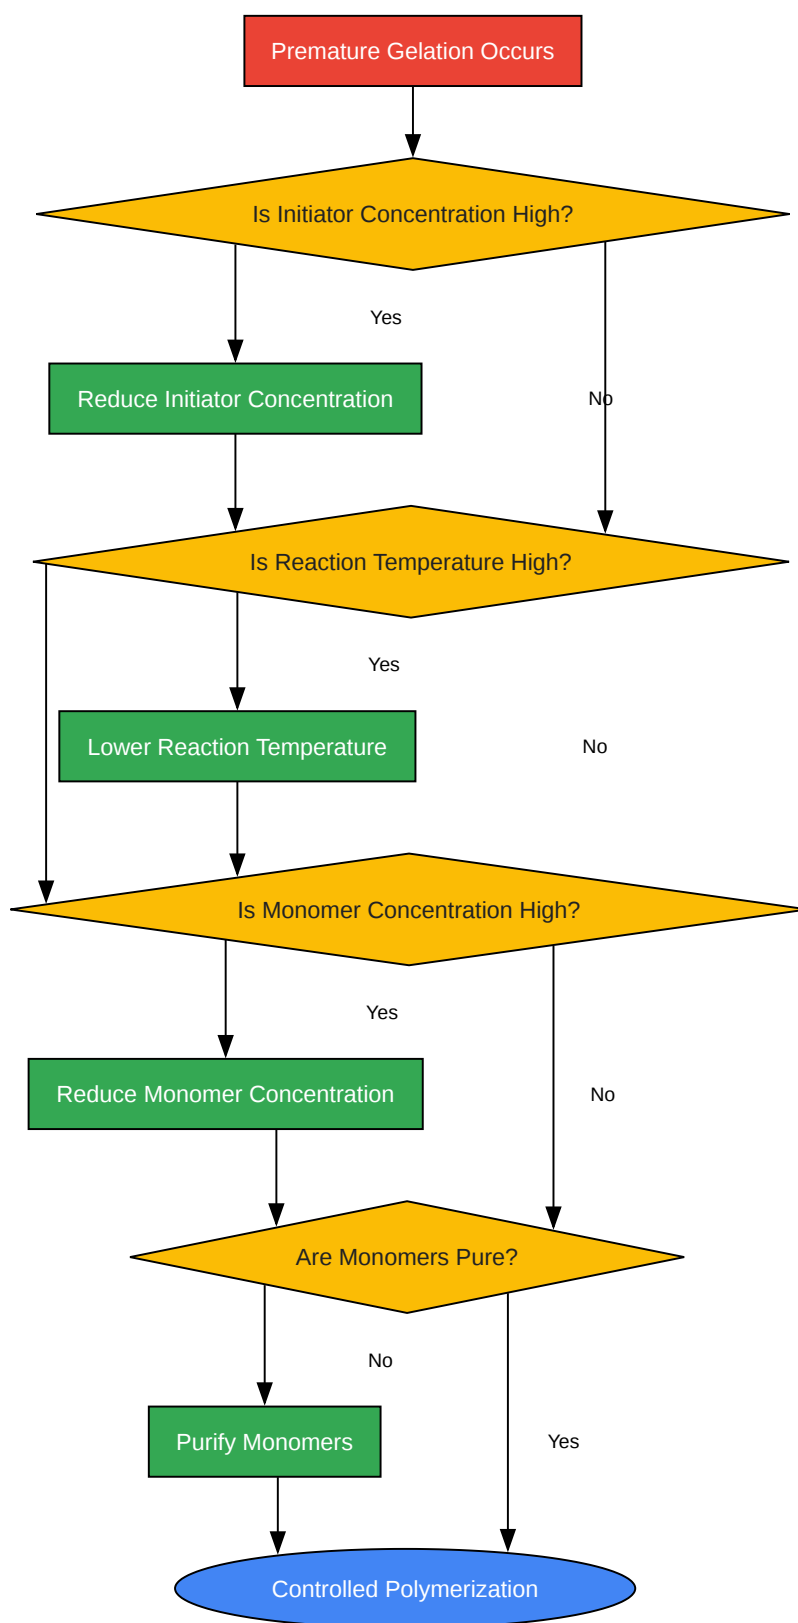 Premature Gelation Occurs
Is Initiator Concentration High?
Yes
Reduce Initiator Concentration
No
Is Reaction Temperature High?
Yes
Lower Reaction Temperature
No
Is Monomer Concentration High?
Yes
Reduce Monomer Concentration
No
Are Monomers Pure?
No
Purify Monomers
Yes
Controlled Polymerization